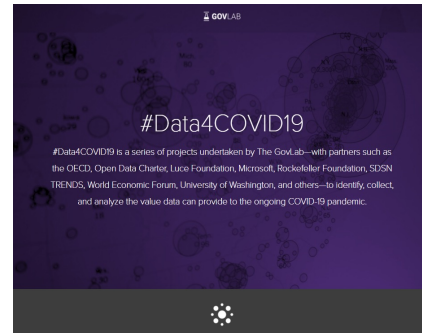 GOVLAB
#Data4COVID19
#Data4COVID19 is a series of projects undertaken by The GovLab—with partners such as
the OECD, Open Data Charter, Luce Foundation, Microsoft, Rockefeller Foundation, SDSN
TRENDS, World Economic Forum, University of Washington, and others—to identify, collect,
and analyze the value data can provide to the ongoing COVID-19 pandemic.